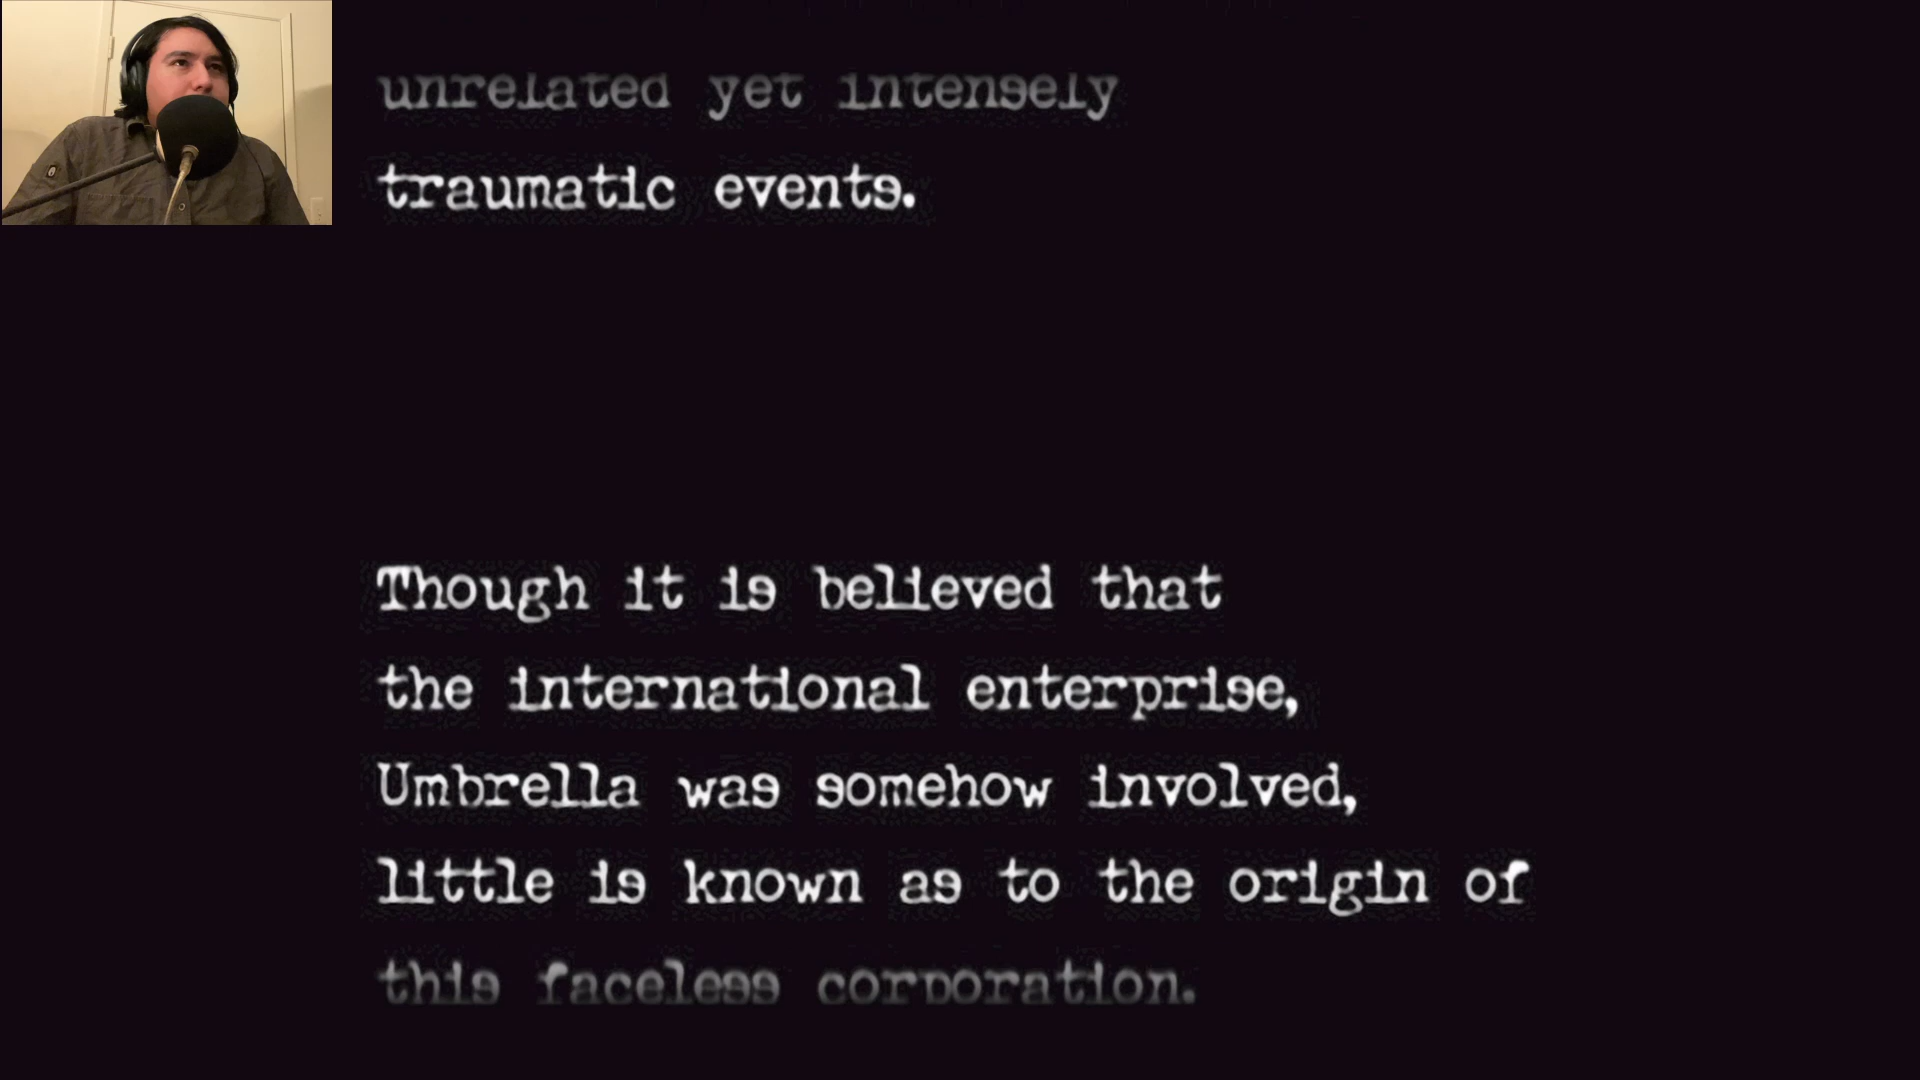 unrelated yet intensely
traumatic events.
Though it is believed that
the international enterprise,
Umbrella was somehow involved,
little is known as to the origin of
this faceless corporation.